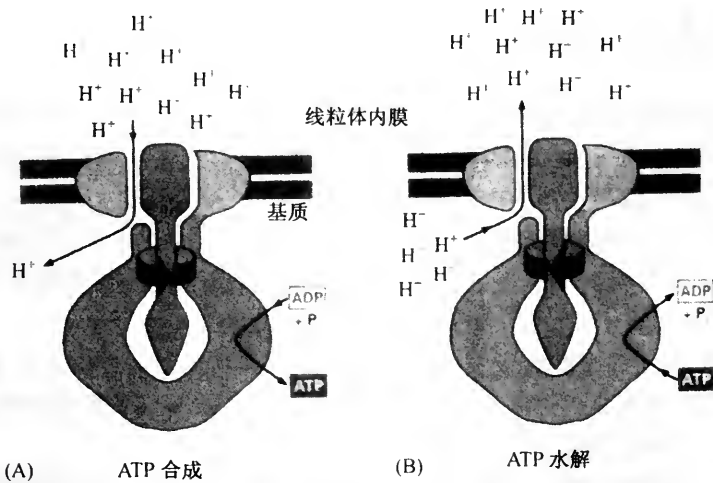 H⁺
H⁺
H⁺ H⁺ H⁺
H⁺
H⁺
H⁺
ADP
+ P
ATP
(A)
ATP 合成
线粒体内膜
基质
H⁺ H⁺ H⁺
H⁺ H⁺ H⁻ H⁺
H⁺ H⁺ H⁻ H⁺
H⁻
H⁺
H⁻
ADP
+ P
ATP
(B)
ATP 水解